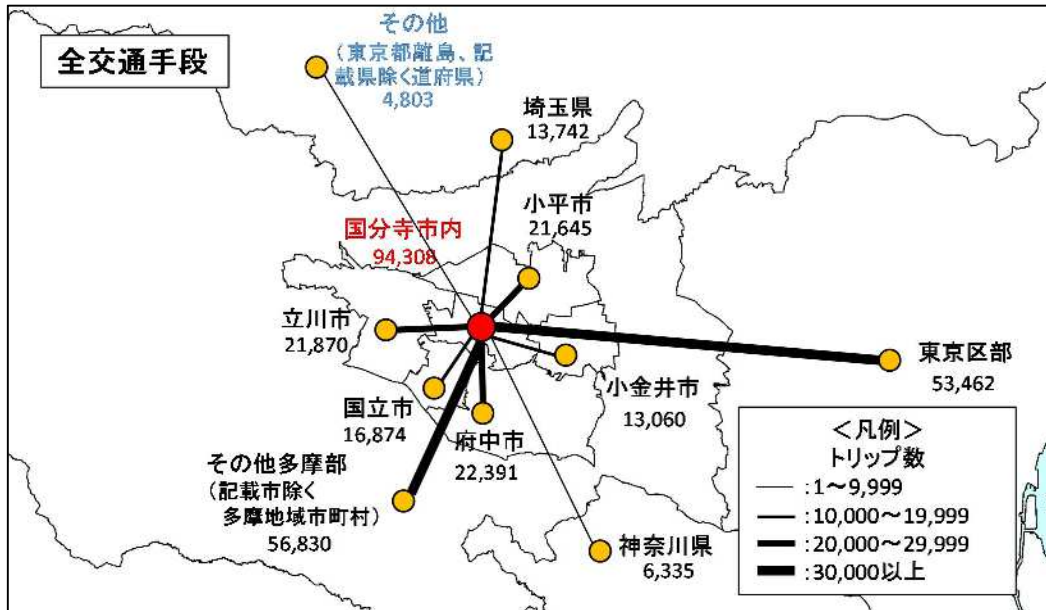 全交通手段
その他
（東京都離島、記
載県除く道府県）
4,803
埼玉県
13,742
小平市
21,645
国分寺市内
94,308
立川市
21,870
東京区部
53,462
小金井市
13,060
国立市
16,874
府中市
22,391
その他多摩部
（記載市除く
多摩地域市町村）
56,830
神奈川県
6,335
＜凡例＞
トリップ数
:1～9,999
:10,000～19,999
:20,000～29,999
:30,000以上